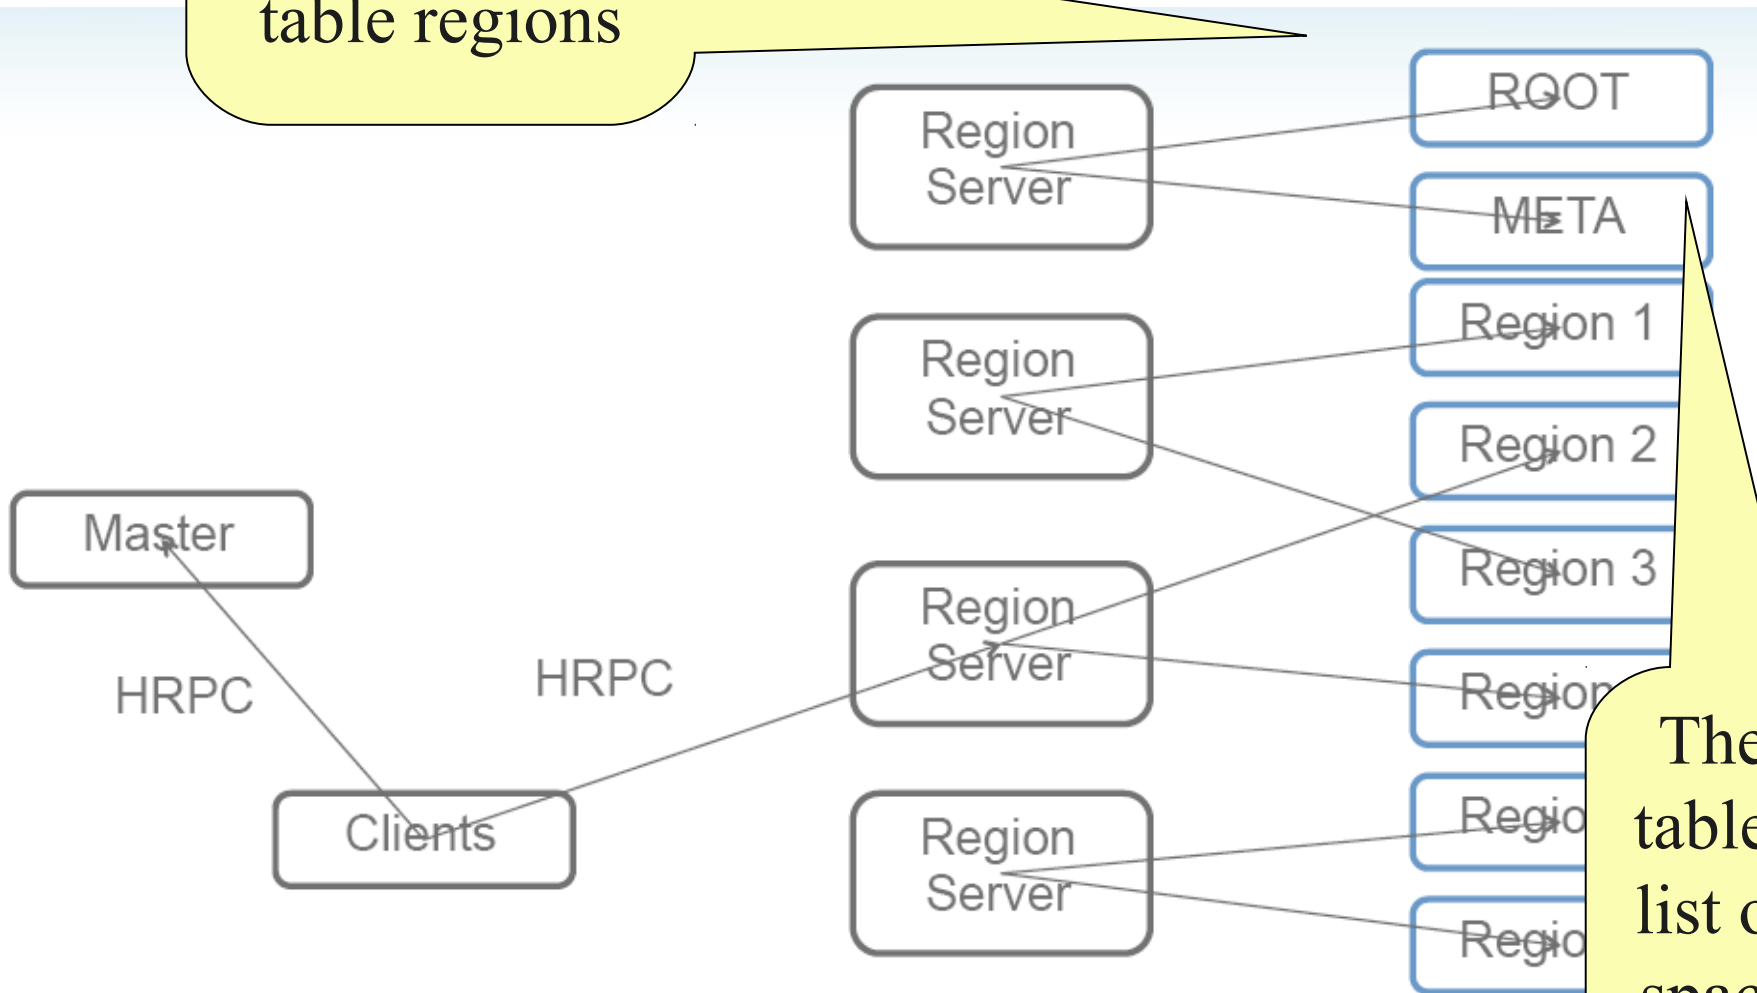 table regions
ROOT
Region
Server
META
Region 1
Region
Server
Region 2
Master
Region 3
Region
Server
HRPC
HRPC
Region
The
Clients
Region
Server
table
list